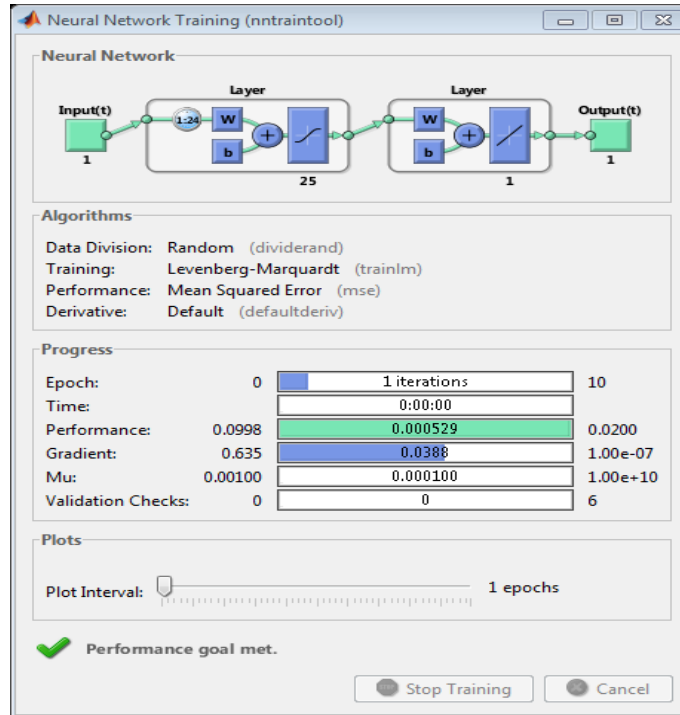 Neural Network Training (nntraintool)
Neural Network
Layer Layer
Input(t) 1:24 W b + W b + Output(t)
1 25 1 1
Algorithms
Data Division: Random (dividerand)
Training: Levenberg-Marquardt (trainlm)
Performance: Mean Squared Error (mse)
Derivative: Default (defaultderiv)
Progress
Epoch: 0 1 iterations 10
Time: 0:00:00
Performance: 0.0998 0.000529 0.0200
Gradient: 0.635 0.0388 1.00e-07
Mu: 0.00100 0.000100 1.00e+10
Validation Checks: 0 0 6
Plots
Plot Interval: 1 epochs
Performance goal met.
Stop Training Cancel